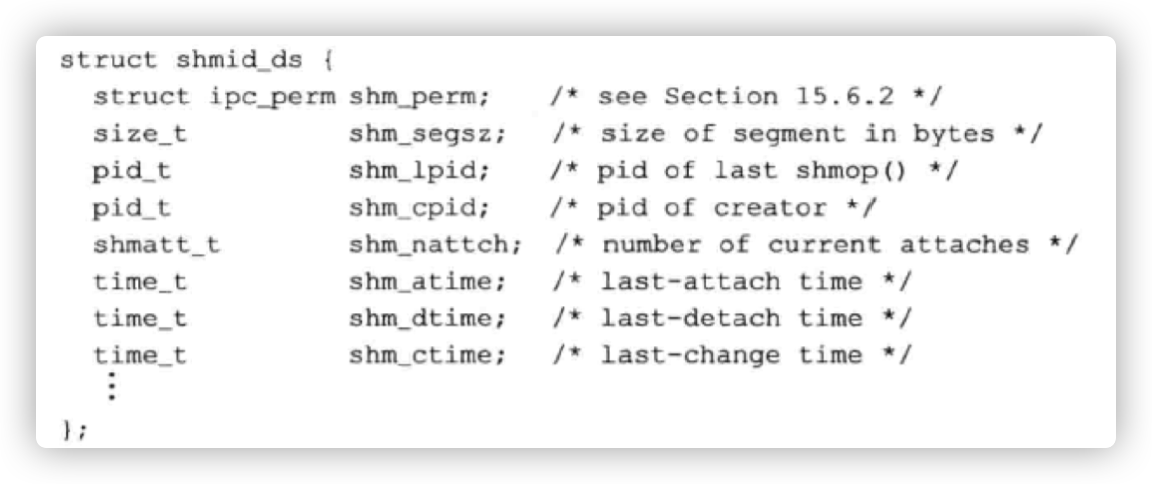 struct shmid_ds {
struct ipc_perm shm_perm; /* see Section 15.6.2 */
size_t shm_segsz; /* size of segment in bytes */
pid_t shm_lpid; /* pid of last shmop() */
pid_t shm_cpid; /* pid of creator */
shmatt_t shm_nattch; /* number of current attaches */
time_t shm_atime; /* last-attach time */
time_t shm_dtime; /* last-detach time */
time_t shm_ctime; /* last-change time */
⋮
};